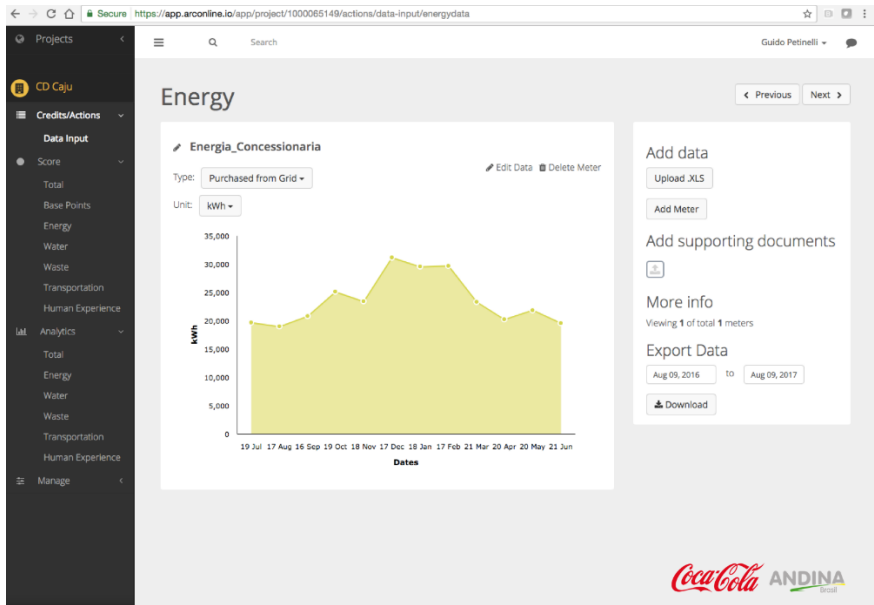 Secure https://app.arconline.io/app/project/1000065149/actions/data-input/energydata
Projects
Search
Guido Petinelli
CD Caju
Credits/Actions
Data Input
Score
Total
Base Points
Energy
Water
Waste
Transportation
Human Experience
Analytics
Total
Energy
Water
Waste
Transportation
Human Experience
Manage
Energy
Previous Next
Energia_Concessionaria
Edit Data Delete Meter
Type: Purchased from Grid
Unit: kWh
35,000
30,000
25,000
20,000
15,000
10,000
5,000
0
kWh
19 Jul 17 Aug 16 Sep 19 Oct 18 Nov 17 Dec 18 Jan 17 Feb 21 Mar 20 Apr 20 May 21 Jun
Dates
Add data
Upload .XLS
Add Meter
Add supporting documents
More info
Viewing 1 of total 1 meters
Export Data
Aug 09, 2016 to Aug 09, 2017
Download
Coca-Cola ANDINA
Brasil